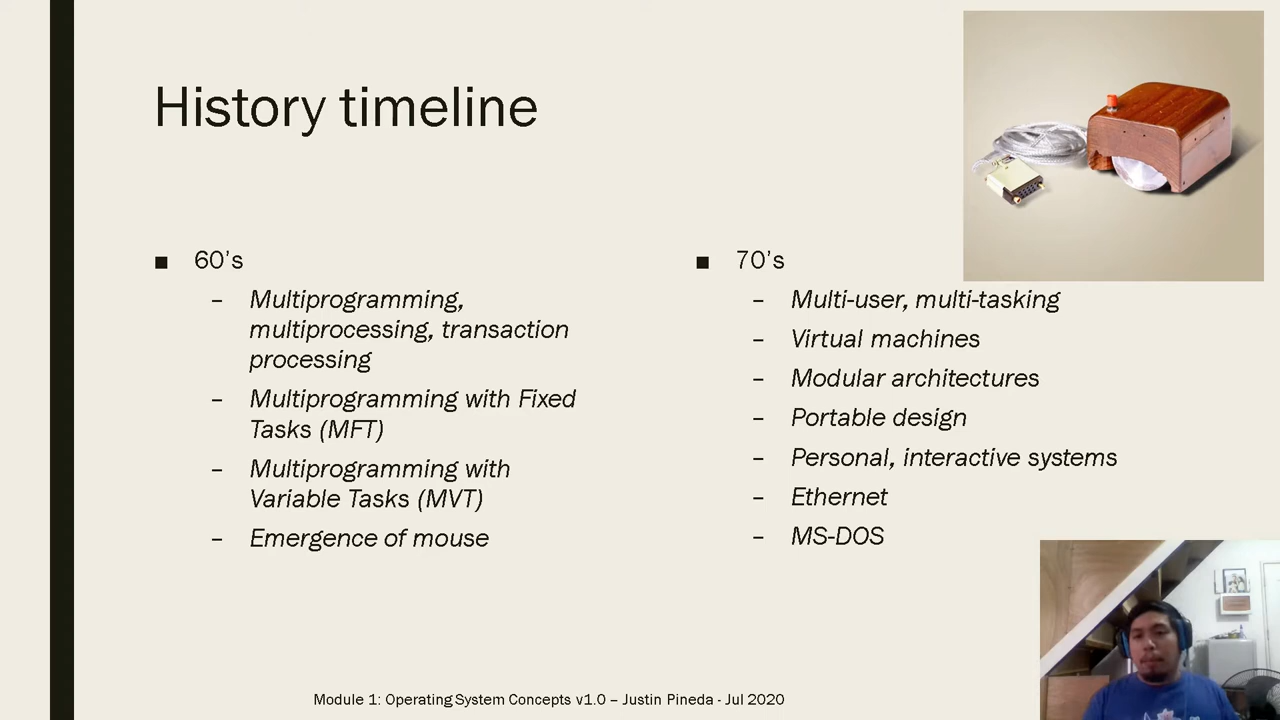 History timeline
■ 60's
– Multiprogramming,
multiprocessing, transaction
processing
– Multiprogramming with Fixed
Tasks (MFT)
– Multiprogramming with
Variable Tasks (MVT)
– Emergence of mouse
■ 70's
– Multi-user, multi-tasking
– Virtual machines
– Modular architectures
– Portable design
– Personal, interactive systems
– Ethernet
– MS-DOS
Module 1: Operating System Concepts v1.0 – Justin Pineda - Jul 2020